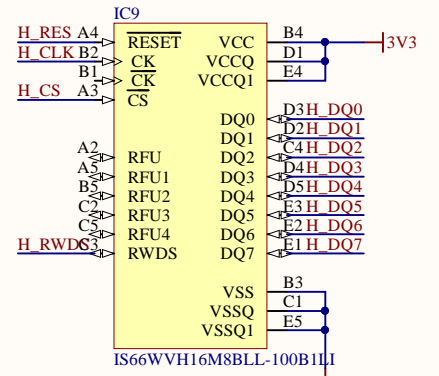 IC9
H_RES A4 RESET VCC B4 3V3
H_CLK B2 CK VCCQ D1
B1 CK VCCQ1 E4
H_CS A3 CS
DQ0 D3 H_DQ0
DQ1 D2 H_DQ1
A2 RFU DQ2 C4 H_DQ2
A5 RFU1 DQ3 D4 H_DQ3
B5 RFU2 DQ4 D5 H_DQ4
C2 RFU3 DQ5 E3 H_DQ5
C5 RFU4 DQ6 E2 H_DQ6
H_RWDS C3 RWDS DQ7 E1 H_DQ7
VSS B3
VSSQ C1
VSSQ1 E5
IS66WVH16M8BLL-100B1LI